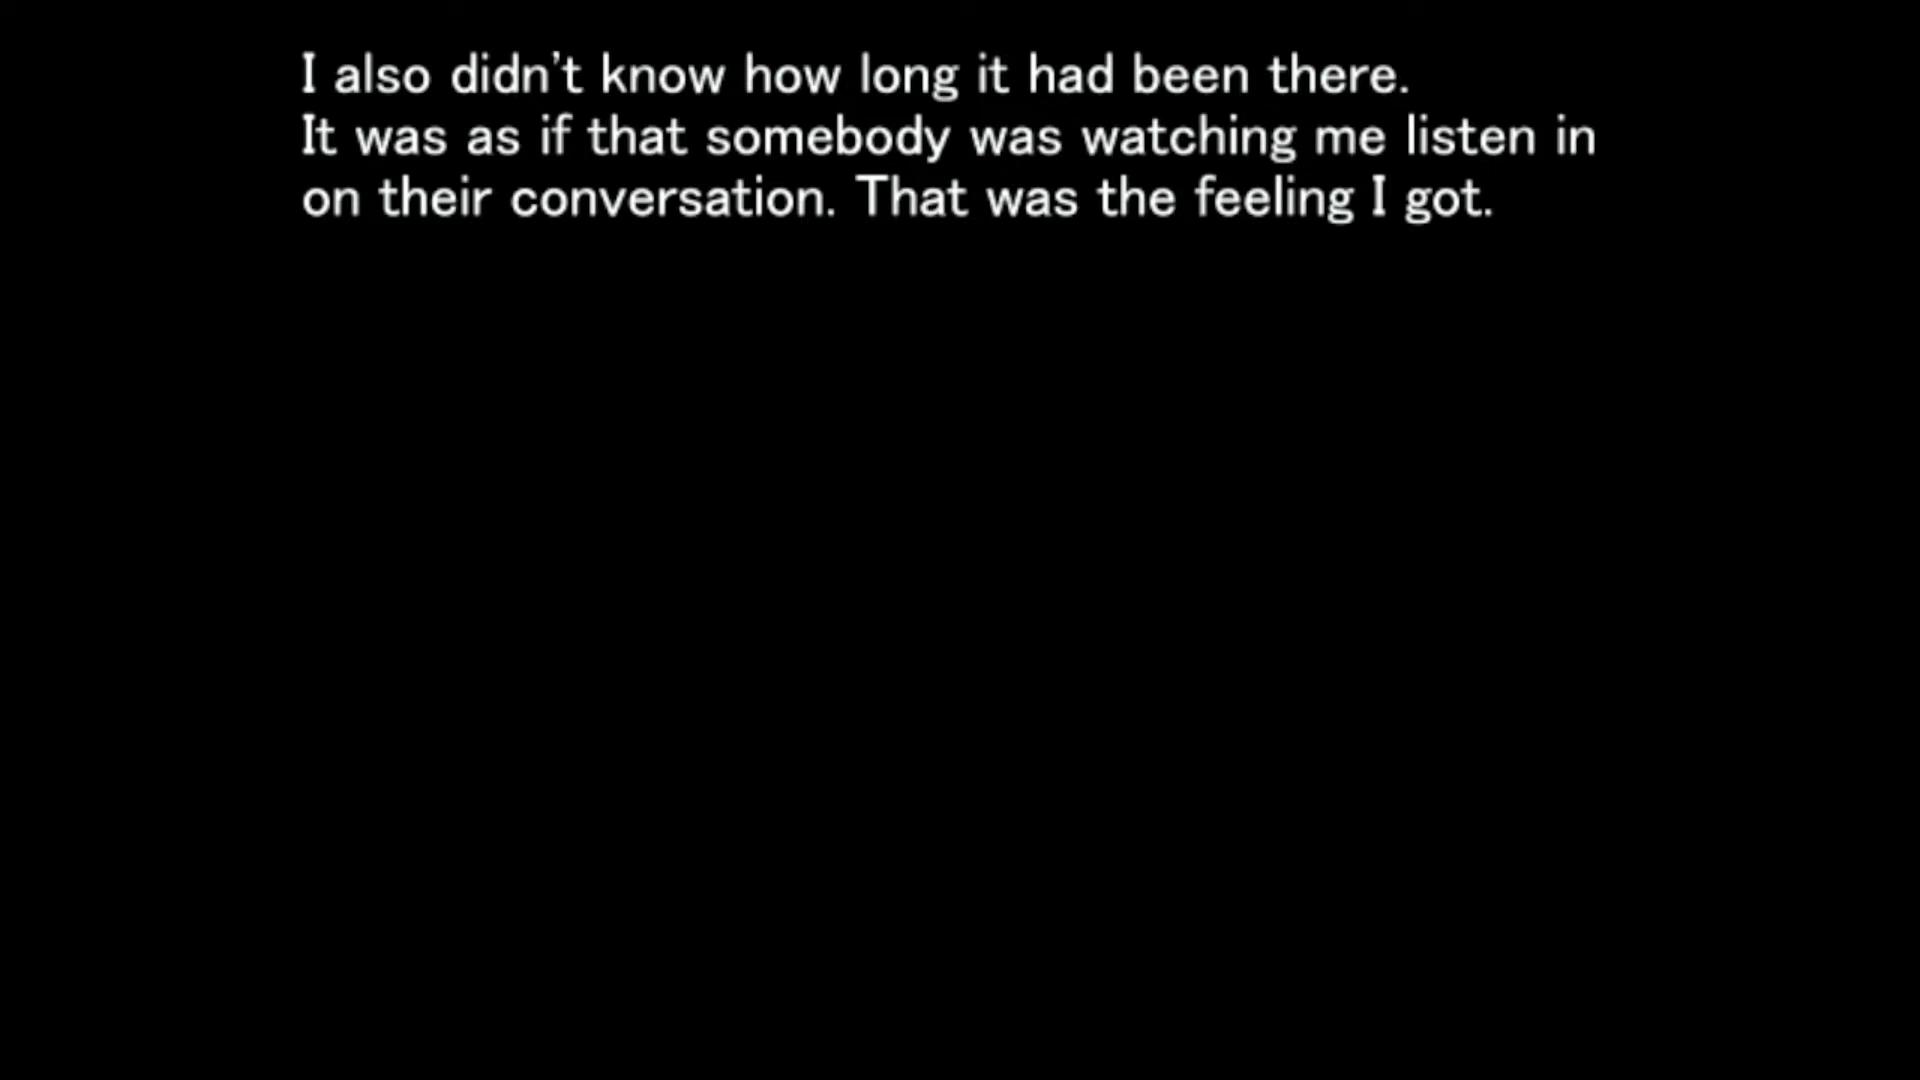 I also didn't know how long it had been there.
It was as if that somebody was watching me listen in
on their conversation. That was the feeling I got.